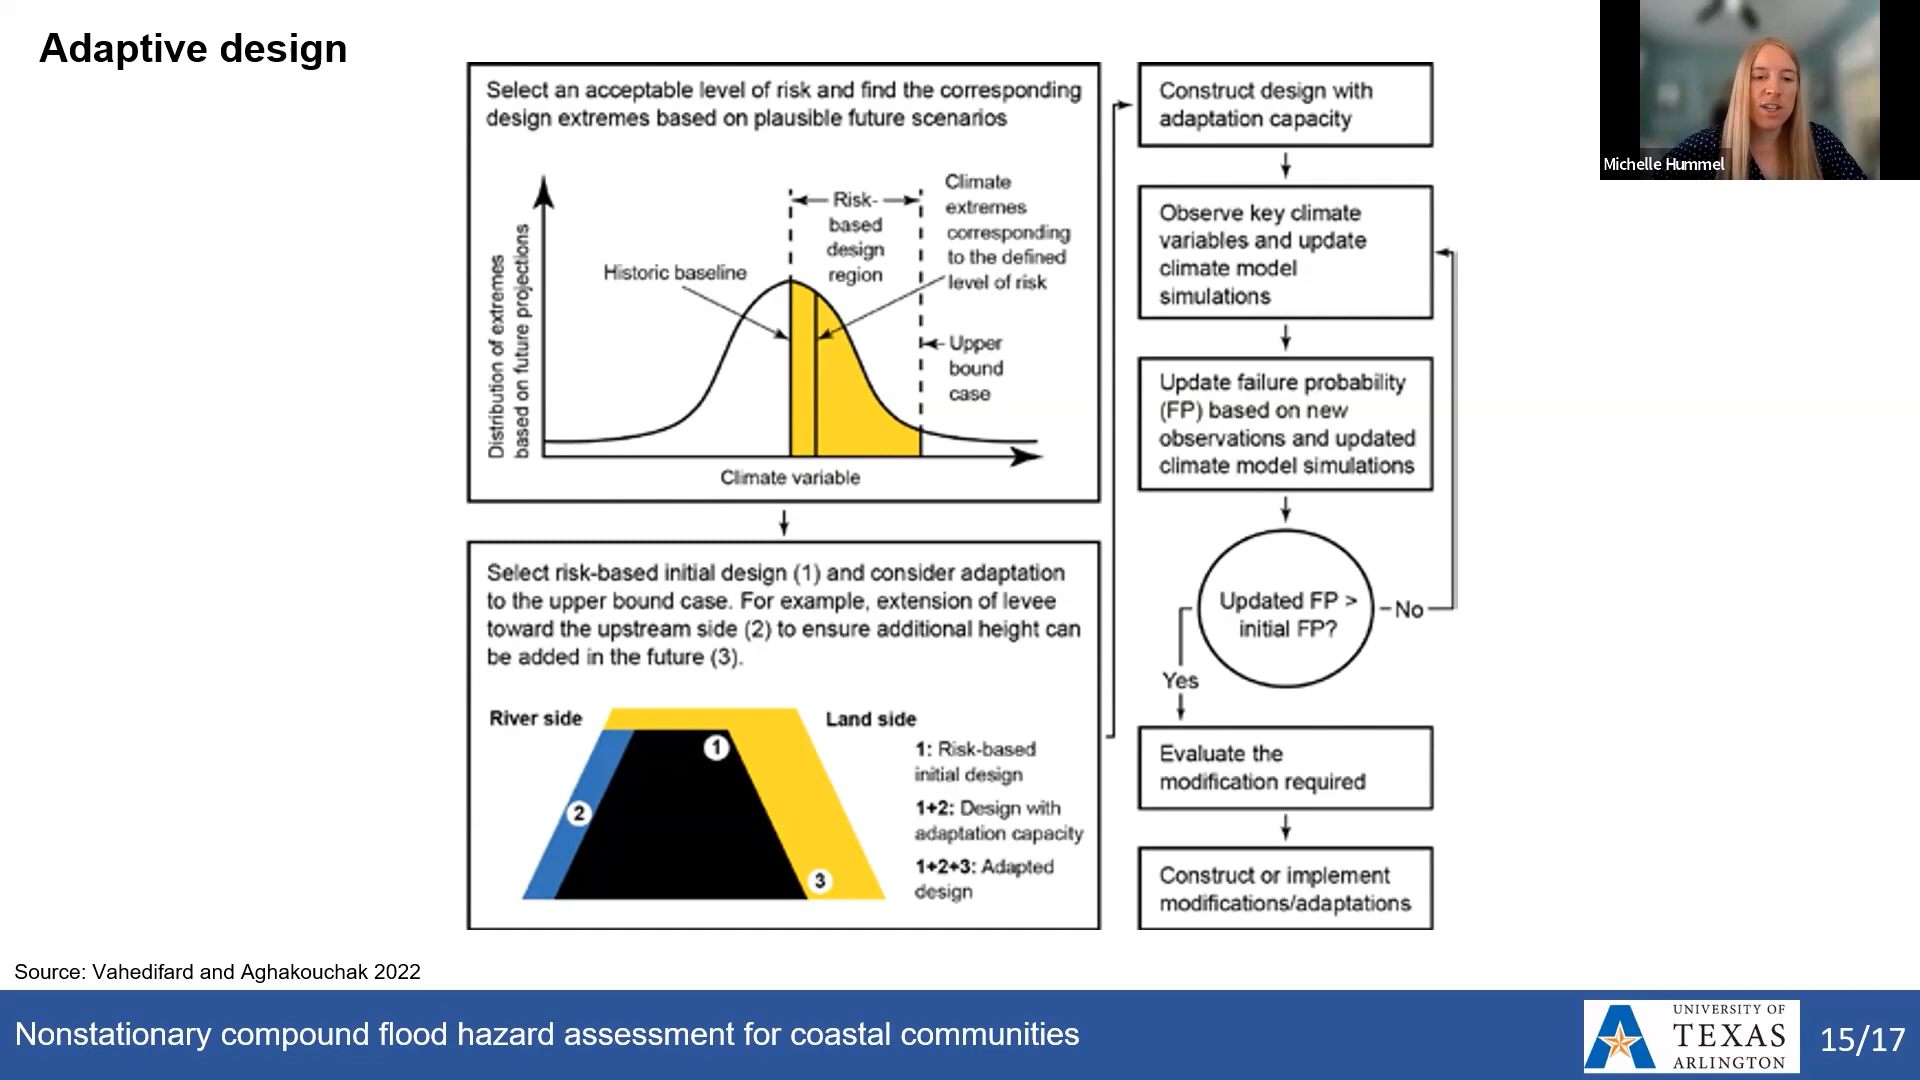 Adaptive design
Select an acceptable level of risk and find the corresponding
design extremes based on plausible future scenarios
Distribution of extremes
based on future projections
Historic baseline
Risk-
based
design
region
Climate
extremes
corresponding
to the defined
level of risk
Upper
bound
case
Climate variable
Select risk-based initial design (1) and consider adaptation
to the upper bound case. For example, extension of levee
toward the upstream side (2) to ensure additional height can
be added in the future (3).
River side
Land side
1
2
3
1: Risk-based
initial design
1+2: Design with
adaptation capacity
1+2+3: Adapted
design
Construct design with
adaptation capacity
Observe key climate
variables and update
climate model
simulations
Update failure probability
(FP) based on new
observations and updated
climate model simulations
Updated FP >
initial FP?
No
Yes
Evaluate the
modification required
Construct or implement
modifications/adaptations
Michelle Hummel
Source: Vahedifard and Aghakouchak 2022
Nonstationary compound flood hazard assessment for coastal communities
UNIVERSITY OF
TEXAS
ARLINGTON
15/17